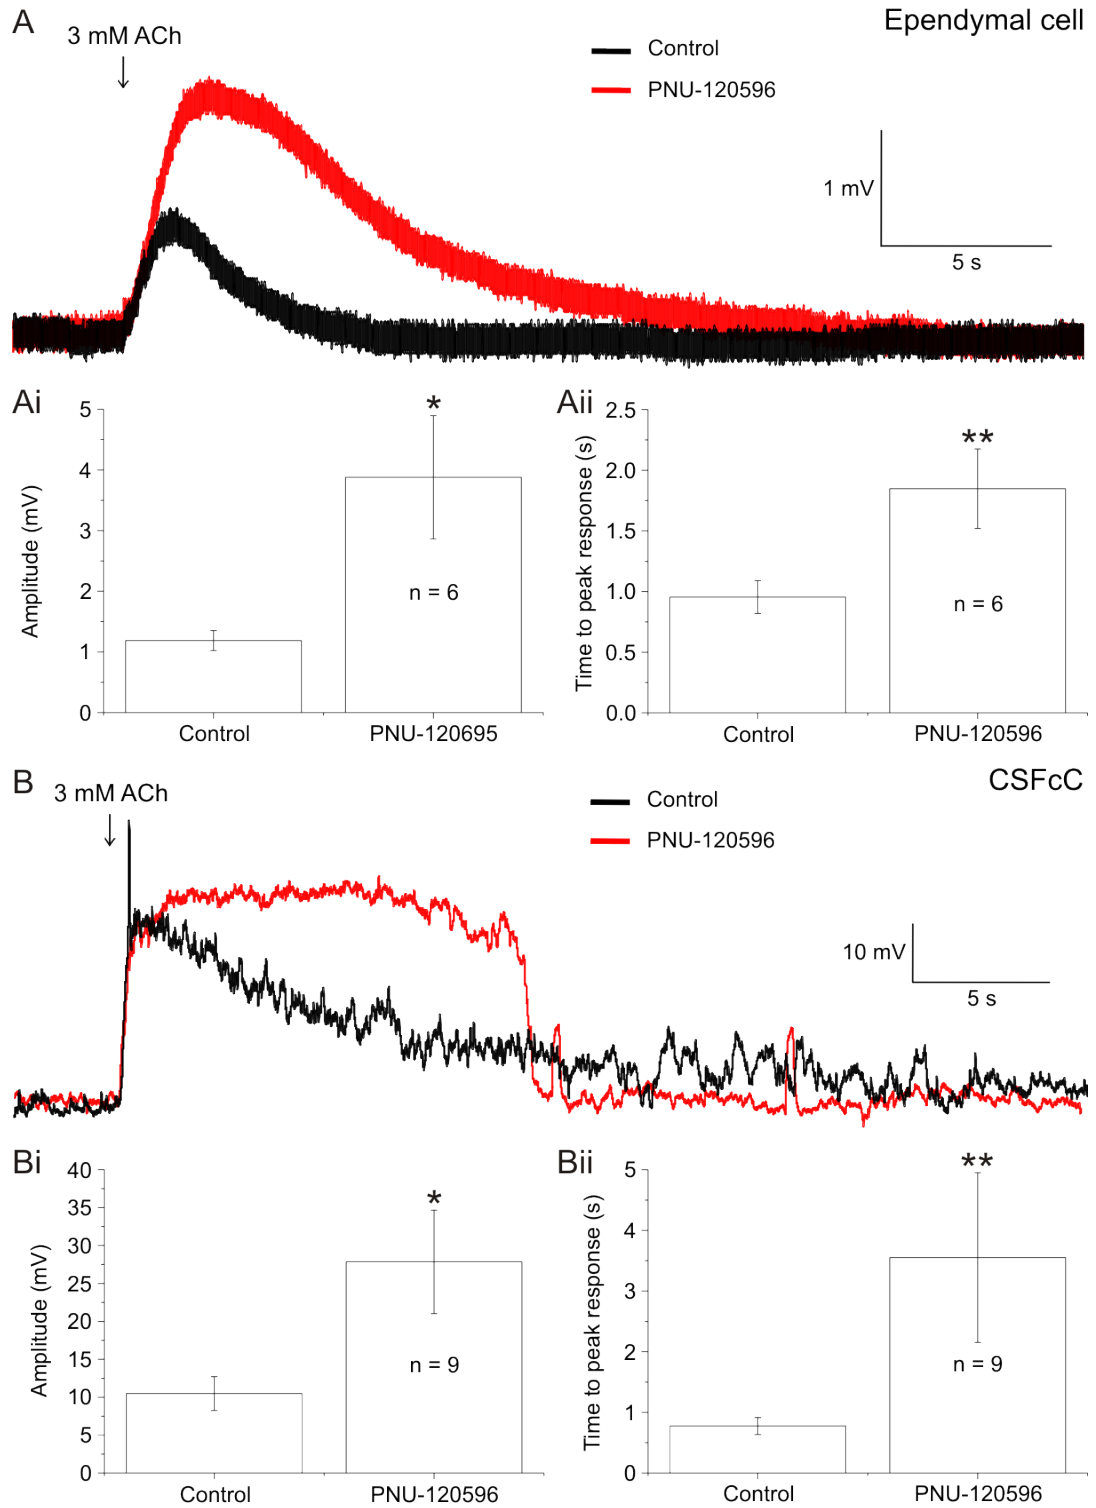 A
Ependymal cell
3 mM ACh
Control
PNU-120596
1 mV
5 s
Ai
Amplitude (mV)
5
4
3
2
1
0
*
n = 6
Control
PNU-120695
Aii
Time to peak response (s)
2.5
2.0
1.5
1.0
0.5
0.0
**
n = 6
Control
PNU-120596
B
CSFcC
3 mM ACh
Control
PNU-120596
10 mV
5 s
Bi
Amplitude (mV)
40
35
30
25
20
15
10
5
0
*
n = 9
Control
PNU-120596
Bii
Time to peak response (s)
5
4
3
2
1
0
**
n = 9
Control
PNU-120596